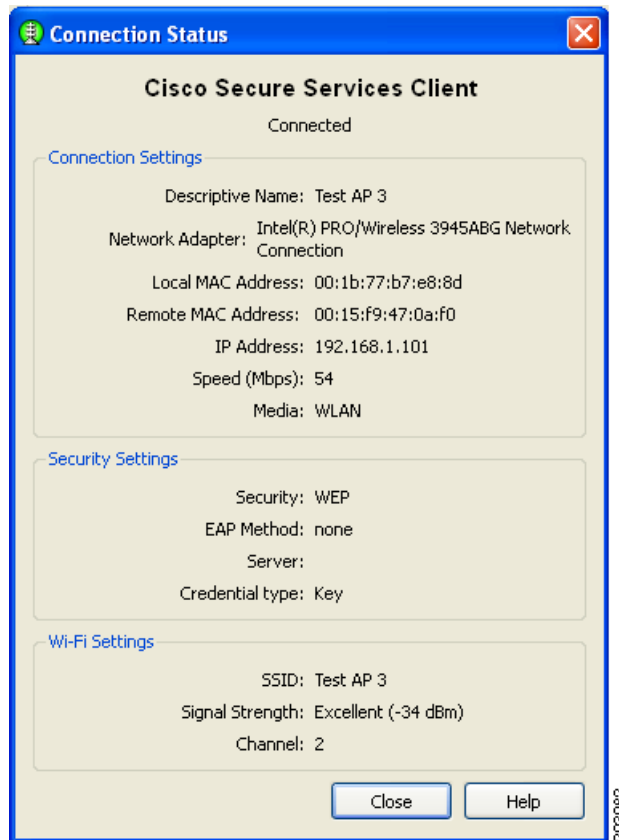 Connection Status
Cisco Secure Services Client
Connected
Connection Settings
Descriptive Name: Test AP 3
Network Adapter: Intel(R) PRO/Wireless 3945ABG Network
Connection
Local MAC Address: 00:1b:77:b7:e8:8d
Remote MAC Address: 00:15:f9:47:0a:f0
IP Address: 192.168.1.101
Speed (Mbps): 54
Media: WLAN
Security Settings
Security: WEP
EAP Method: none
Server:
Credential type: Key
Wi-Fi Settings
SSID: Test AP 3
Signal Strength: Excellent (-34 dBm)
Channel: 2
Close
Help